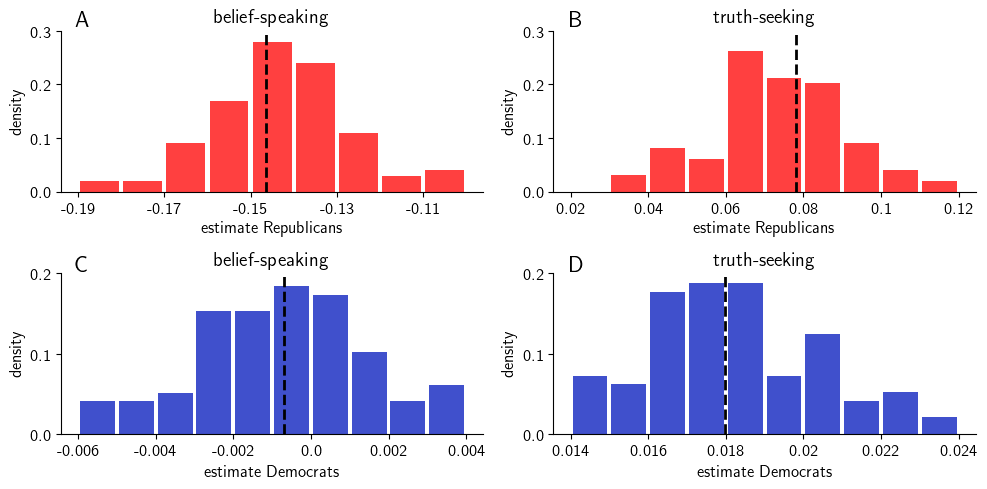 A
belief-speaking
density
0.3
0.2
0.1
0.0
-0.19 -0.17 -0.15 -0.13 -0.11
estimate Republicans
B
truth-seeking
density
0.3
0.2
0.1
0.0
0.02 0.04 0.06 0.08 0.1 0.12
estimate Republicans
C
belief-speaking
density
0.2
0.1
0.0
-0.006 -0.004 -0.002 0.0 0.002 0.004
estimate Democrats
D
truth-seeking
density
0.2
0.1
0.0
0.014 0.016 0.018 0.02 0.022 0.024
estimate Democrats